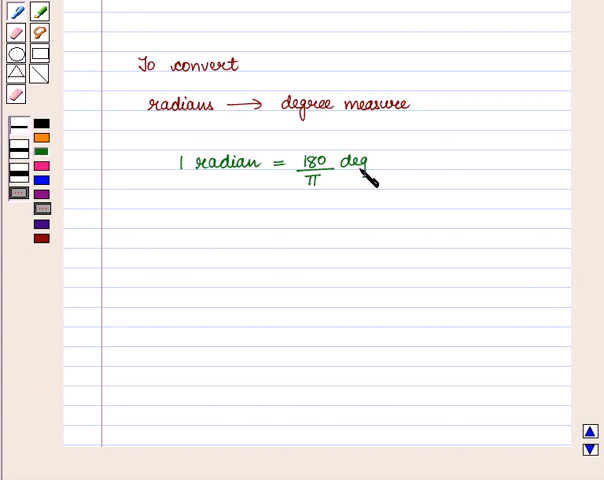 To convert
radians → degree measure
1 radian = 180/π deg